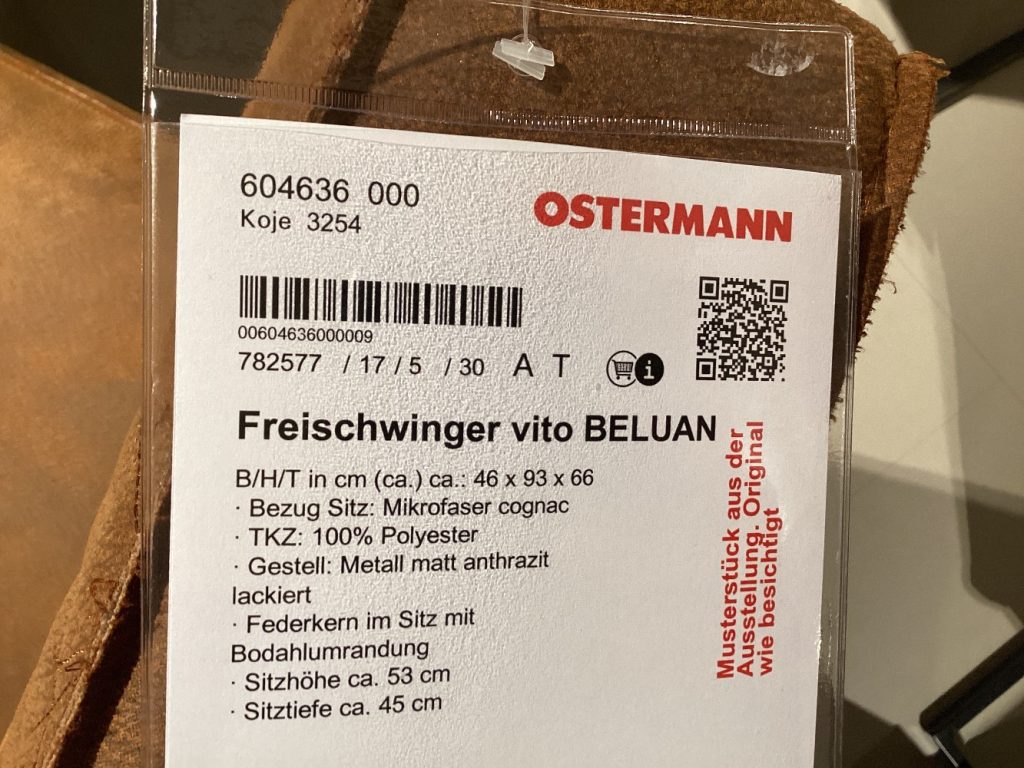 604636 000
Koje 3254
OSTERMANN
00604636000009
782577 / 17 / 5 / 30 A T
i
Freischwinger vito BELUAN
B/H/T in cm (ca.) ca.: 46 x 93 x 66
· Bezug Sitz: Mikrofaser cognac
· TKZ: 100% Polyester
· Gestell: Metall matt anthrazit
lackiert
· Federkern im Sitz mit
Bodahlumrandung
· Sitzhöhe ca. 53 cm
· Sitztiefe ca. 45 cm
Musterstück aus der
Ausstellung. Original
wie besichtigt